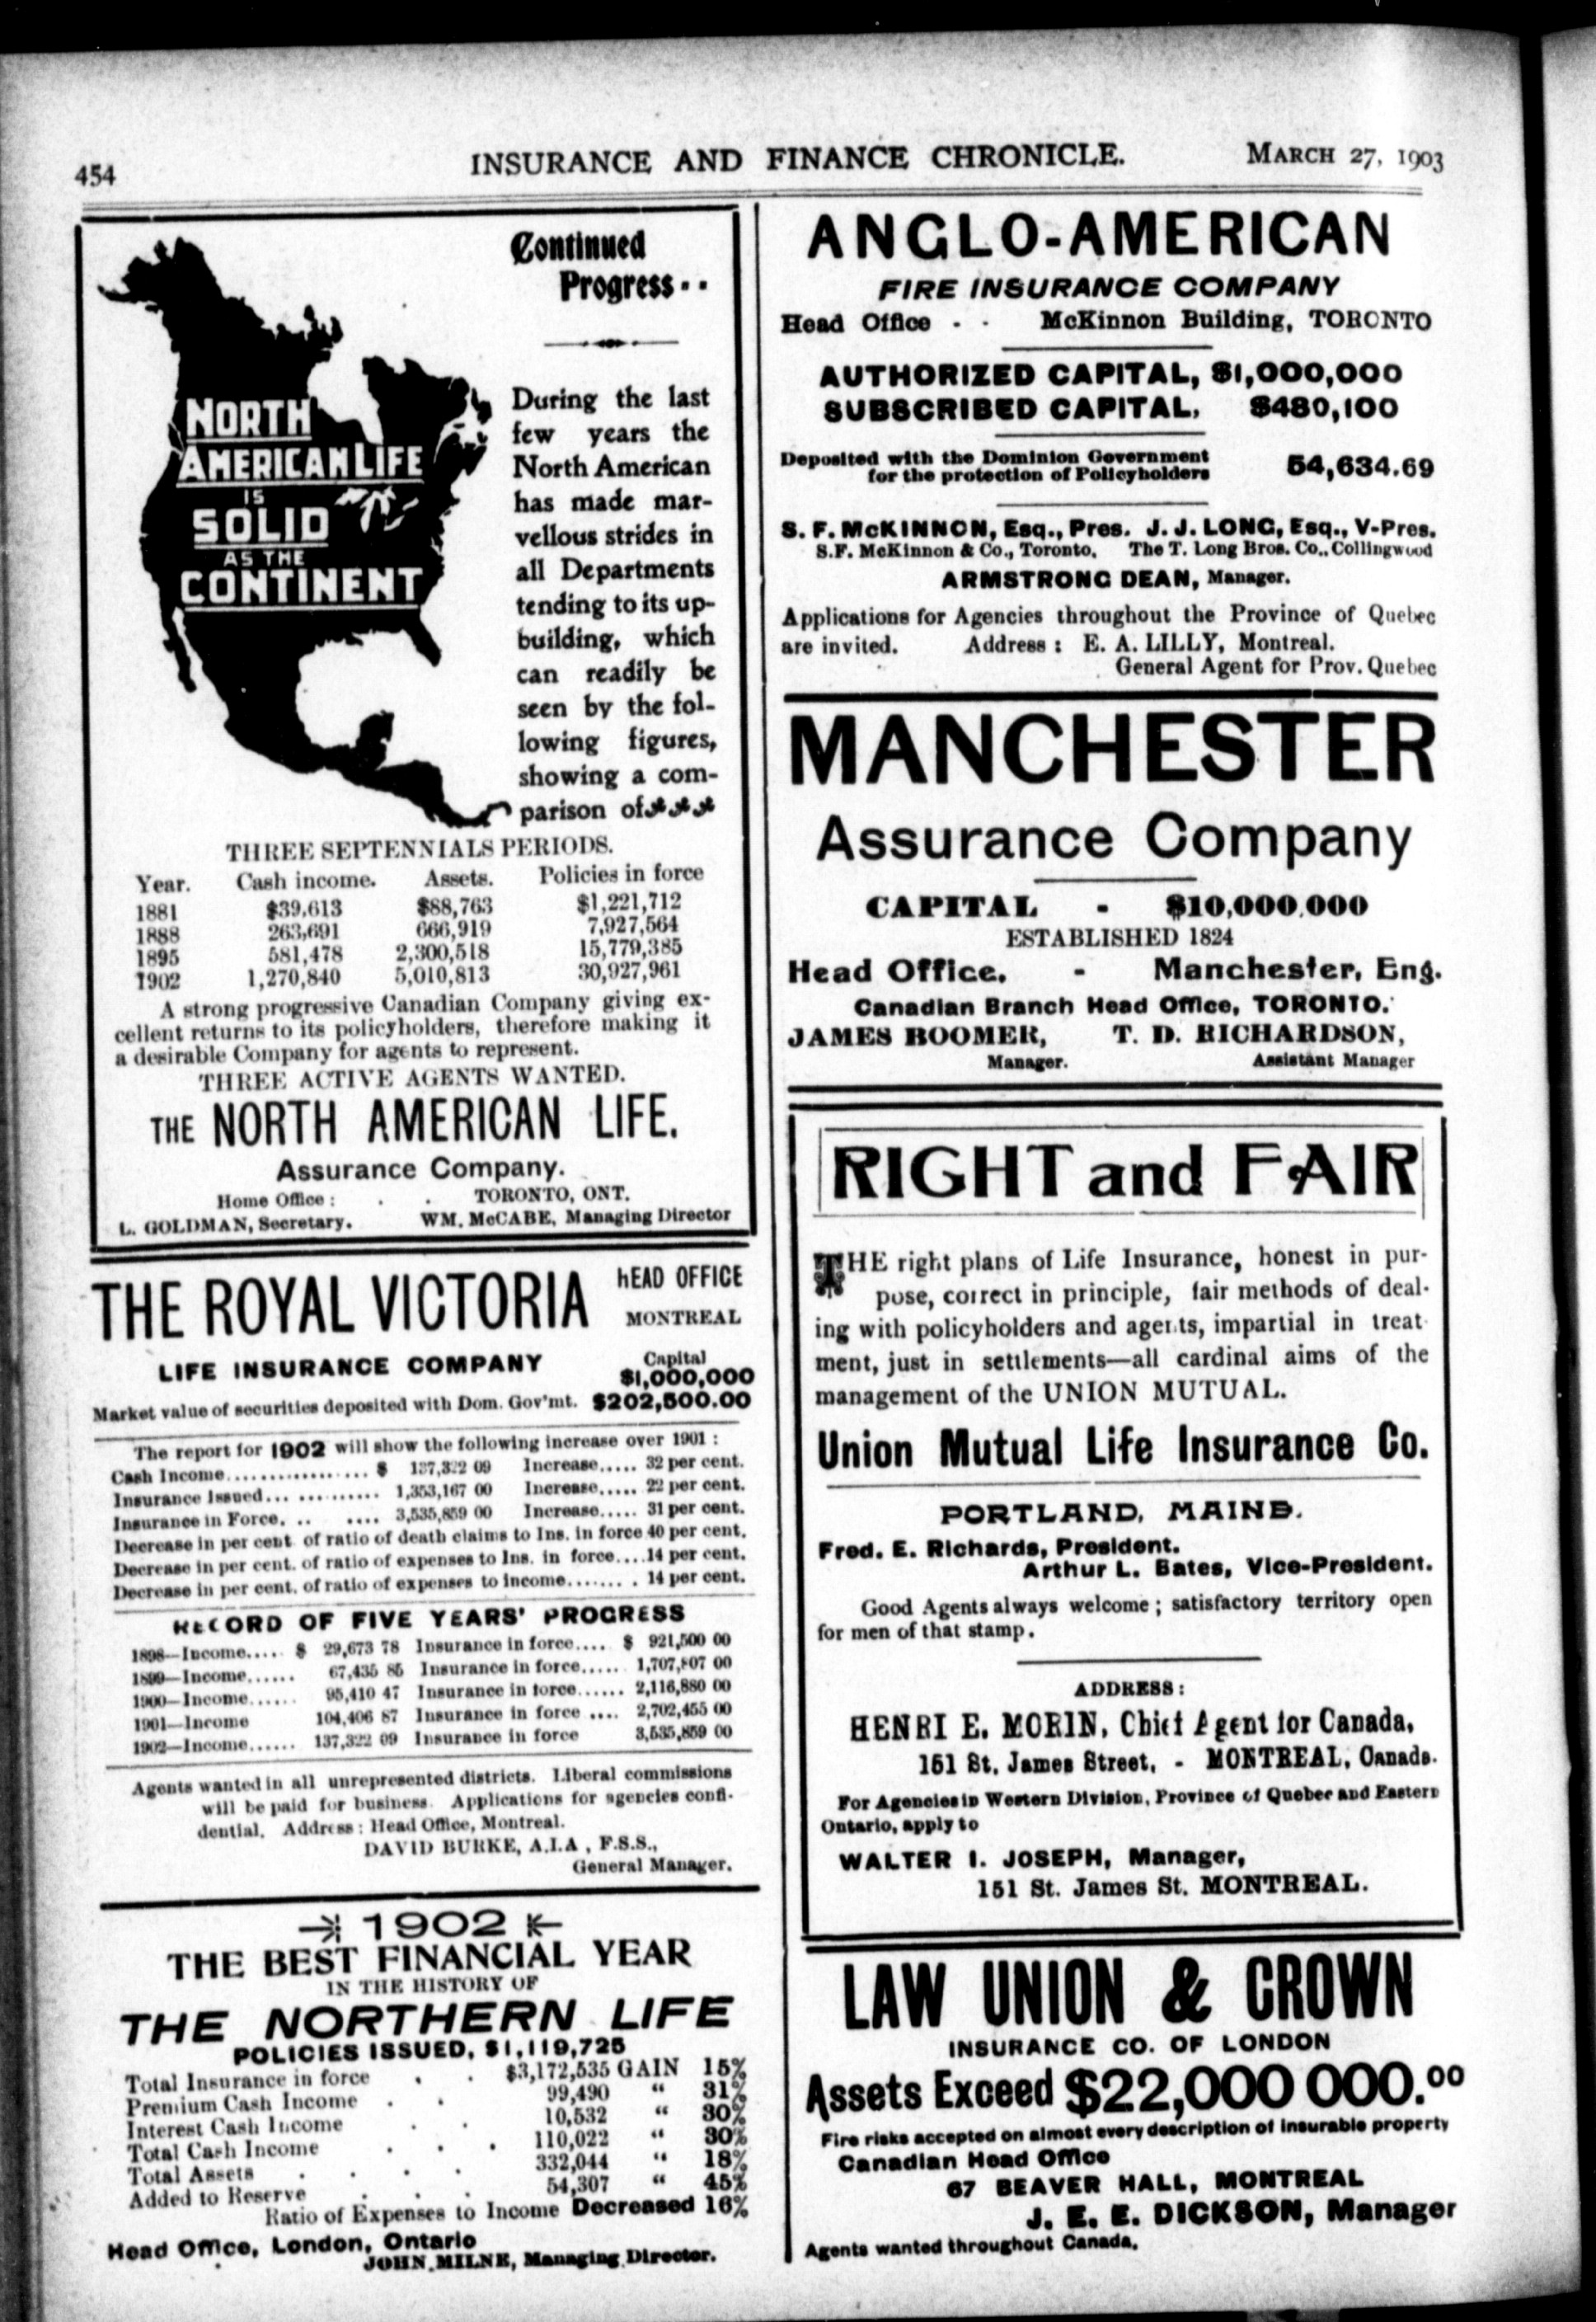 454
INSURANCE AND FINANCE CHRONICLE.
MARCH 27, 1903
Continued
Progress - -
NORTH
AMERICAN LIFE
IS
SOLID
AS THE
CONTINENT
During the last
few years the
North American
has made mar-
vellous strides in
all Departments
tending to its up-
building, which
can readily be
seen by the fol-
lowing figures,
showing a com-
parison of
THREE SEPTENNIALS PERIODS.
Year. Cash income. Assets. Policies in force
1881 $39,613 $88,763 $1,221,712
1888 263,691 666,919 7,927,564
1895 581,478 2,300,518 15,779,385
1902 1,270,840 5,010,813 30,927,961
A strong progressive Canadian Company giving ex-
cellent returns to its policyholders, therefore making it
a desirable Company for agents to represent.
THREE ACTIVE AGENTS WANTED.
THE NORTH AMERICAN LIFE.
Assurance Company.
Home Office : . . TORONTO, ONT.
L. GOLDMAN, Secretary. WM. McCABE, Managing Director
THE ROYAL VICTORIA
HEAD OFFICE
MONTREAL
LIFE INSURANCE COMPANY
Capital
$1,000,000
Market value of securities deposited with Dom. Gov'mt. $202,500.00
The report for 1902 will show the following increase over 1901 :
Cash Income.............. $ 137,322 09 Increase..... 32 per cent.
Insurance Issued... ........... 1,353,167 00 Increase..... 22 per cent.
Insurance in Force. .. .... 3,535,859 00 Increase..... 31 per cent.
Decrease in per cent of ratio of death claims to Ins. in force 40 per cent.
Decrease in per cent. of ratio of expenses to Ins. in force....14 per cent.
Decrease in per cent. of ratio of expenses to income........ 14 per cent.
RECORD OF FIVE YEARS' PROGRESS
1898—Income.... $ 29,673 78 Insurance in force.... $ 921,500 00
1899—Income...... 67,435 85 Insurance in force..... 1,707,807 00
1900—Income...... 95,410 47 Insurance in force...... 2,116,880 00
1901—Income 104,406 87 Insurance in force .... 2,702,455 00
1902—Income...... 137,322 09 Insurance in force 3,535,859 00
Agents wanted in all unrepresented districts. Liberal commissions
will be paid for business. Applications for agencies confi-
dential. Address : Head Office, Montreal.
DAVID BURKE, A.I.A , F.S.S.,
General Manager.
1902
THE BEST FINANCIAL YEAR
IN THE HISTORY OF
THE NORTHERN LIFE
POLICIES ISSUED, $1,119,725
Total Insurance in force . . $3,172,535 GAIN 15%
Premium Cash Income . . 99,490 “ 31%
Interest Cash Income . . 10,532 “ 30%
Total Cash Income . . . 110,022 “ 30%
Total Assets . . . . 332,044 “ 18%
Added to Reserve . . . 54,307 “ 45%
Ratio of Expenses to Income Decreased 16%
Head Office, London, Ontario
JOHN MILNE, Managing Director.
ANGLO-AMERICAN
FIRE INSURANCE COMPANY
Head Office - - McKinnon Building, TORONTO
AUTHORIZED CAPITAL, $1,000,000
SUBSCRIBED CAPITAL, $480,100
Deposited with the Dominion Government
for the protection of Policyholders
54,634.69
S. F. McKINNON, Esq., Pres. J. J. LONG, Esq., V-Pres.
S.F. McKinnon & Co., Toronto. The T. Long Bros. Co., Collingwood
ARMSTRONG DEAN, Manager.
Applications for Agencies throughout the Province of Quebec
are invited. Address : E. A. LILLY, Montreal.
General Agent for Prov. Quebec
MANCHESTER
Assurance Company
CAPITAL - $10,000,000
ESTABLISHED 1824
Head Office. - Manchester, Eng.
Canadian Branch Head Office, TORONTO.
JAMES BOOMER, T. D. RICHARDSON,
Manager. Assistant Manager
RIGHT and FAIR
THE right plans of Life Insurance, honest in pur-
pose, correct in principle, fair methods of deal-
ing with policyholders and agents, impartial in treat
ment, just in settlements—all cardinal aims of the
management of the UNION MUTUAL.
Union Mutual Life Insurance Co.
PORTLAND, MAINE.
Fred. E. Richards, President.
Arthur L. Bates, Vice-President.
Good Agents always welcome ; satisfactory territory open
for men of that stamp.
ADDRESS :
HENRI E. MORIN, Chief Agent for Canada,
151 St. James Street, - MONTREAL, Canada.
For Agencies in Western Division, Province of Quebec and Eastern
Ontario, apply to
WALTER I. JOSEPH, Manager,
151 St. James St. MONTREAL.
LAW UNION & CROWN
INSURANCE CO. OF LONDON
Assets Exceed $22,000 000.00
Fire risks accepted on almost every description of insurable property
Canadian Head Office
67 BEAVER HALL, MONTREAL
J. E. E. DICKSON, Manager
Agents wanted throughout Canada.